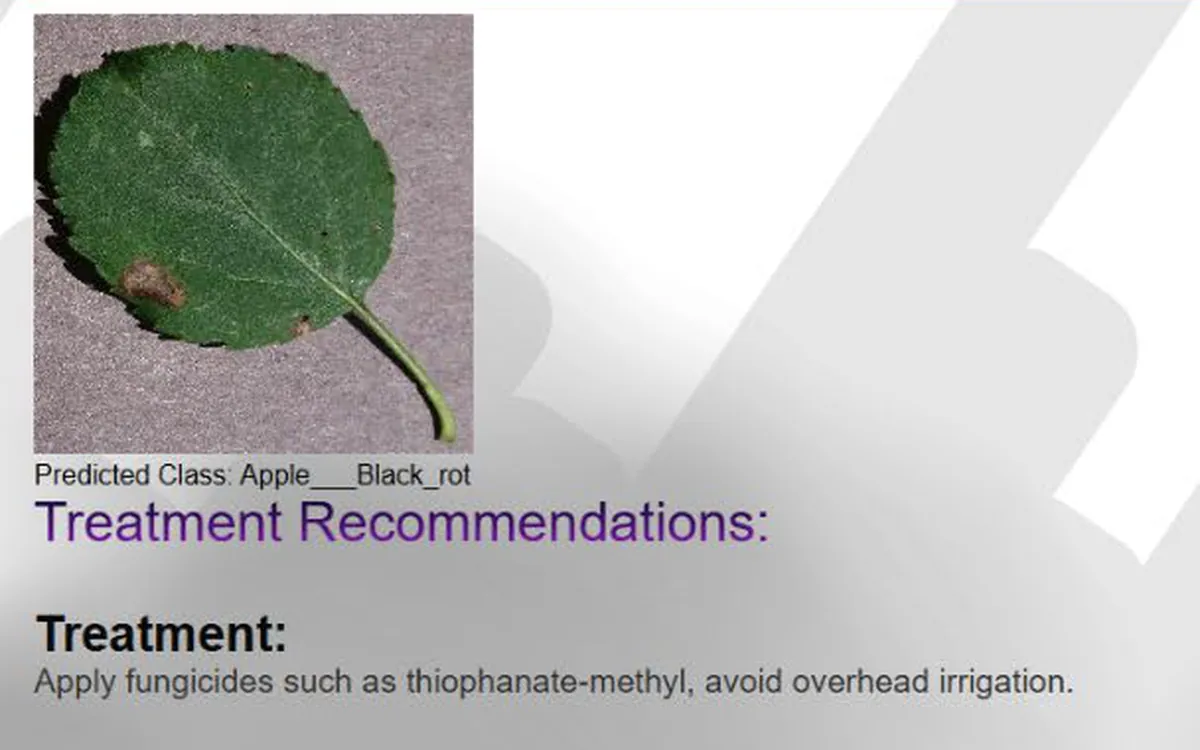 Predicted Class: Apple___Black_rot
Treatment Recommendations:
Treatment:
Apply fungicides such as thiophanate-methyl, avoid overhead irrigation.